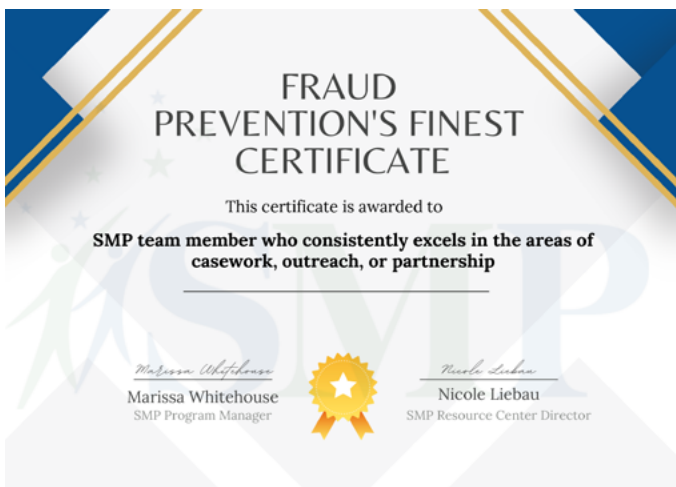 FRAUD
PREVENTION'S FINEST
CERTIFICATE
This certificate is awarded to
SMP team member who consistently excels in the areas of
casework, outreach, or partnership
SMP
Marissa Whitehouse
Marissa Whitehouse
SMP Program Manager
Nicole Liebau
Nicole Liebau
SMP Resource Center Director